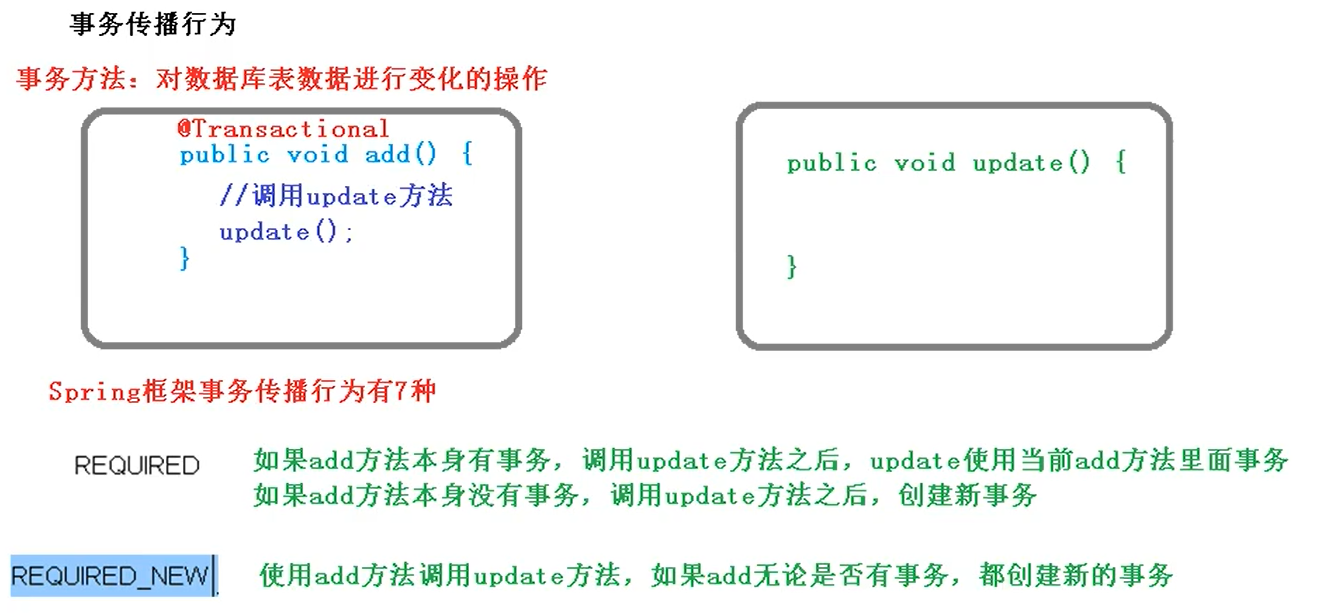 事务传播行为
事务方法：对数据库表数据进行变化的操作
@Transactional
public void add() {
//调用update方法
update();
}
public void update() {
}
Spring框架事务传播行为有7种
REQUIRED
如果add方法本身有事务，调用update方法之后，update使用当前add方法里面事务
如果add方法本身没有事务，调用update方法之后，创建新事务
REQUIRED_NEW
使用add方法调用update方法，如果add无论是否有事务，都创建新的事务